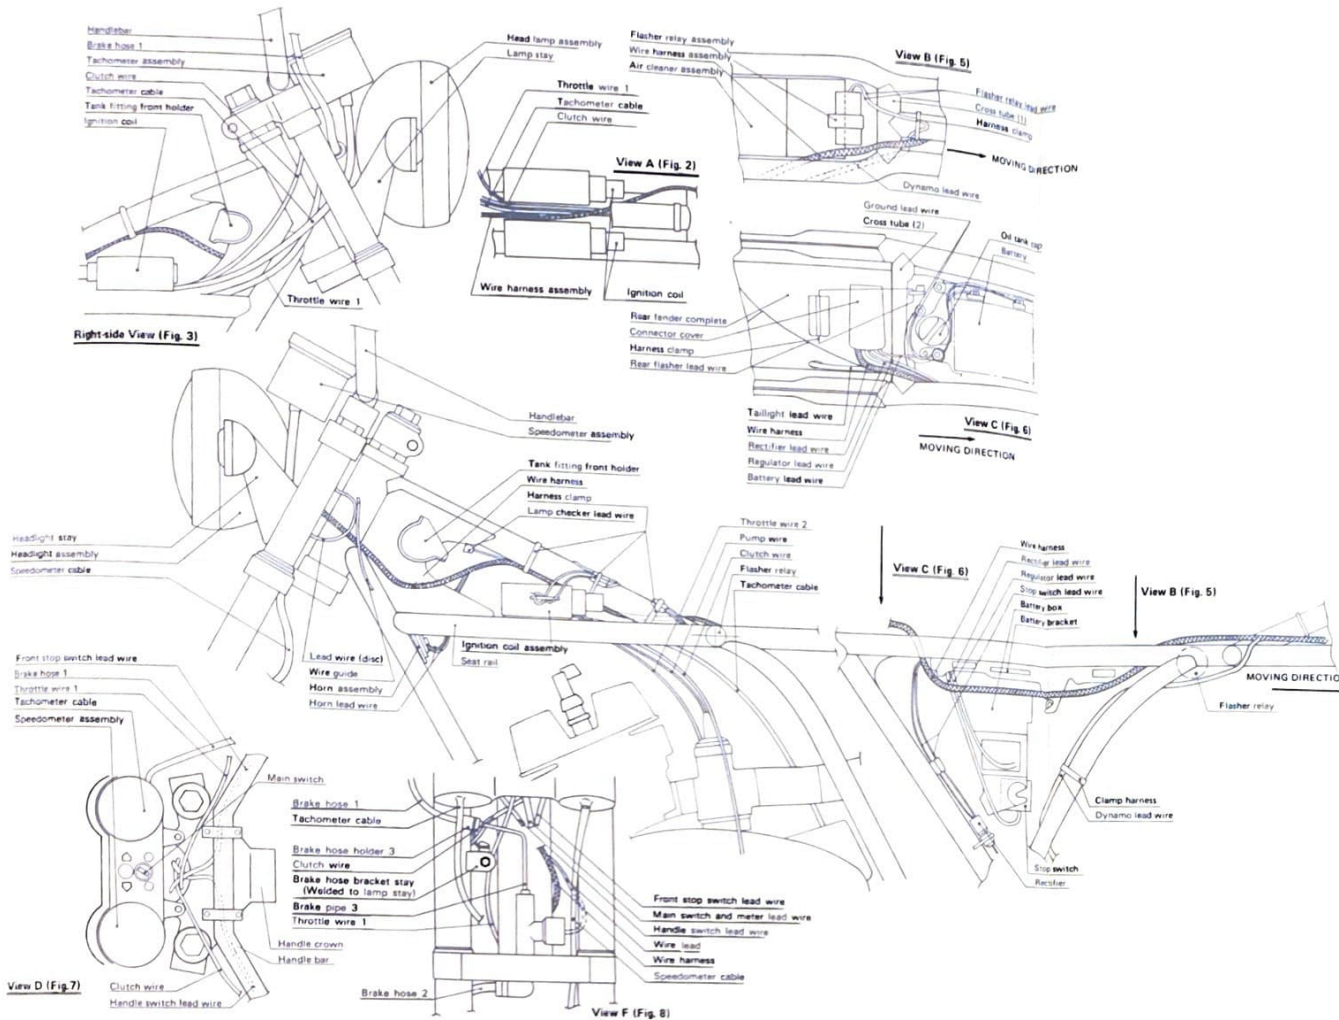 Handlebar
Brake hose 1
Tachometer assembly
Clutch wire
Tachometer cable
Tank fitting front holder
Ignition coil
Head lamp assembly
Lamp stay
Throttle wire 1
Right-side View (Fig. 3)
Throttle wire 1
Tachometer cable
Clutch wire
View A (Fig. 2)
Wire harness assembly
Ignition coil
Flasher relay assembly
Wire harness assembly
Air cleaner assembly
View B (Fig. 5)
Flasher relay lead wire
Cross tube (1)
Harness clamp
MOVING DIRECTION
Dynamo lead wire
Ground lead wire
Cross tube (2)
Oil tank cap
Battery
Rear fender complete
Connector cover
Harness clamp
Rear flasher lead wire
Taillight lead wire
Wire harness
Rectifier lead wire
Regulator lead wire
Battery lead wire
View C (Fig. 6)
MOVING DIRECTION
Handlebar
Speedometer assembly
Tank fitting front holder
Wire harness
Harness clamp
Lamp checker lead wire
Headlight stay
Headlight assembly
Speedometer cable
Throttle wire 2
Pump wire
Clutch wire
Flasher relay
Tachometer cable
Lead wire (disc)
Wire guide
Horn assembly
Horn lead wire
Ignition coil assembly
Seat rail
View C (Fig. 6)
Wire harness
Rectifier lead wire
Regulator lead wire
Stop switch lead wire
Battery box
Battery bracket
View B (Fig. 5)
MOVING DIRECTIO
Flasher relay
Clamp harness
Dynamo lead wire
Stop switch
Rectifier
Front stop switch lead wire
Brake hose 1
Throttle wire 1
Tachometer cable
Speedometer assembly
Main switch
Handle crown
Handle bar
Clutch wire
Handle switch lead wire
View D (Fig.7)
Brake hose 1
Tachometer cable
Brake hose holder 3
Clutch wire
Brake hose bracket stay
(Welded to lamp stay)
Brake pipe 3
Throttle wire 1
Brake hose 2
Front stop switch lead wire
Main switch and meter lead wire
Handle switch lead wire
Wire lead
Wire harness
Speedometer cable
View F (Fig. 8)